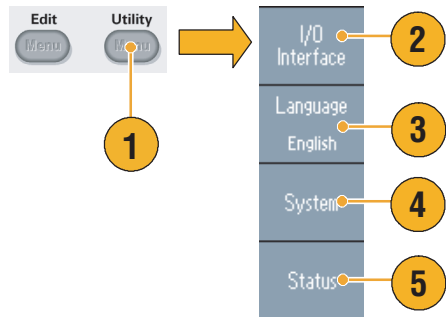 Edit Utility
Menu Menu
1
I/O
Interface
2
Language
English
3
System
4
Status
5